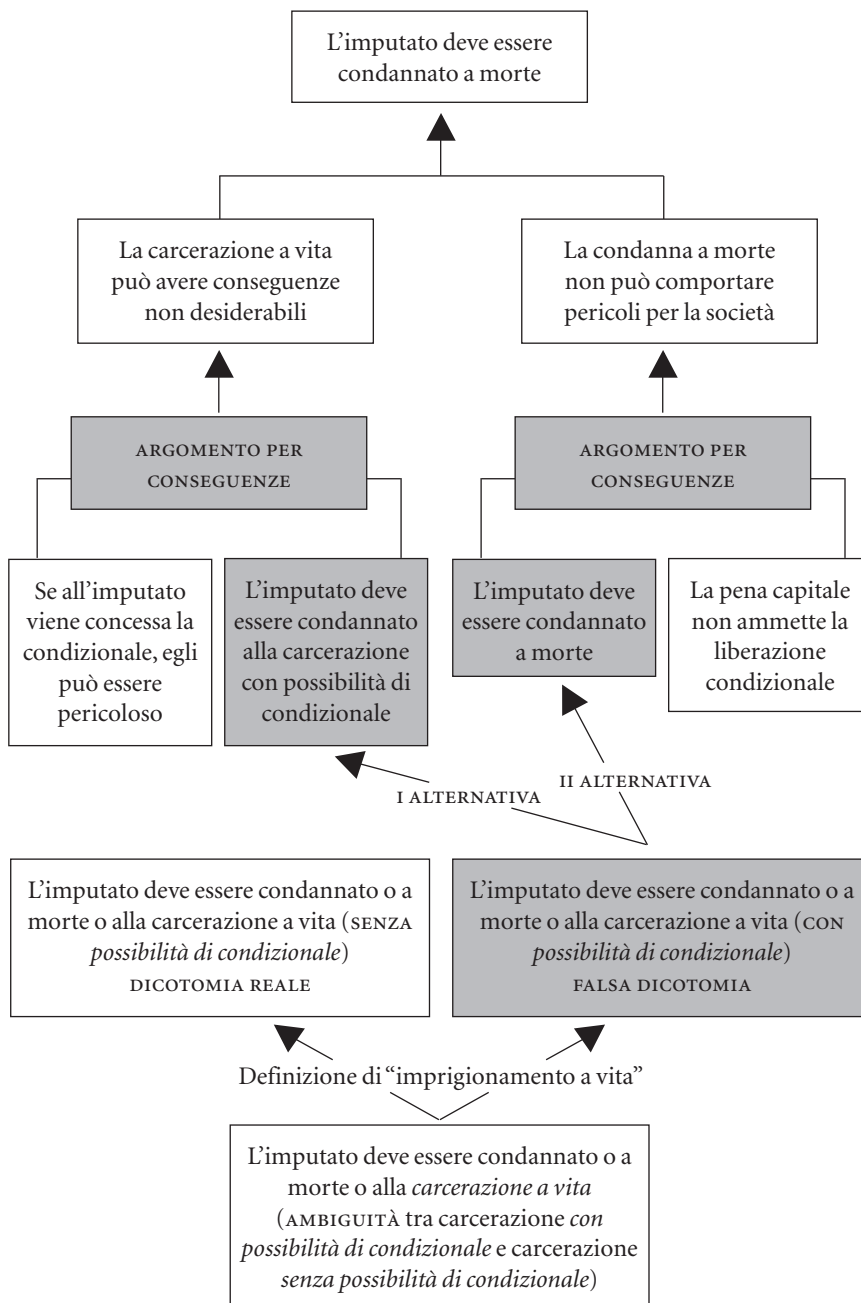 L'imputato deve essere
condannato a morte
La carcerazione a vita
può avere conseguenze
non desiderabili
La condanna a morte
non può comportare
pericoli per la società
ARGOMENTO PER
CONSEGUENZE
ARGOMENTO PER
CONSEGUENZE
Se all'imputato
viene concessa la
condizionale, egli
può essere
pericoloso
L'imputato deve
essere condannato
alla carcerazione
con possibilità di
condizionale
L'imputato deve
essere condannato
a morte
La pena capitale
non ammette la
liberazione
condizionale
I ALTERNATIVA
II ALTERNATIVA
L'imputato deve essere condannato o a
morte o alla carcerazione a vita (SENZA
possibilità di condizionale)
DICOTOMIA REALE
L'imputato deve essere condannato o a
morte o alla carcerazione a vita (CON
possibilità di condizionale)
FALSA DICOTOMIA
Definizione di “imprigionamento a vita”
L'imputato deve essere condannato o a
morte o alla carcerazione a vita
(AMBIGUITÀ tra carcerazione con
possibilità di condizionale e carcerazione
senza possibilità di condizionale)